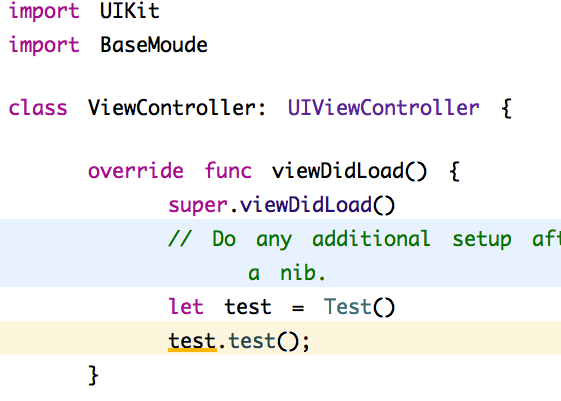 import UIKit
import BaseMoude
class ViewController: UIViewController {
override func viewDidLoad() {
super.viewDidLoad()
// Do any additional setup
a nib.
let test = Test()
test.test();
}